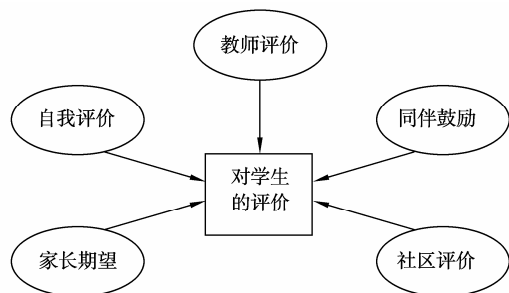 教师评价
自我评价
同伴鼓励
对学生
的评价
家长期望
社区评价